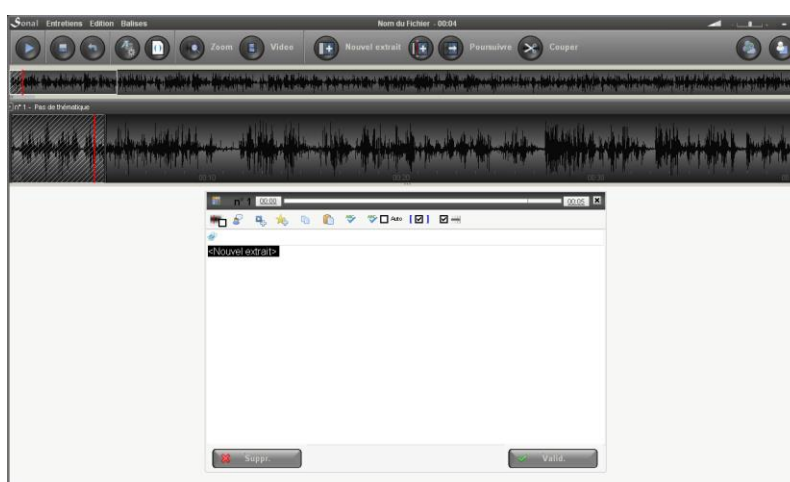 Sonal Entretiens Edition Balises Nom du Fichier - 00:04
Zoom Video Nouvel extrait Poursuivre Couper
n° 1 - Pas de thématique
00:10 00:20 00:30
n° 1 00:00 00:05
Auto
<Nouvel extrait>
Suppr. Valid.